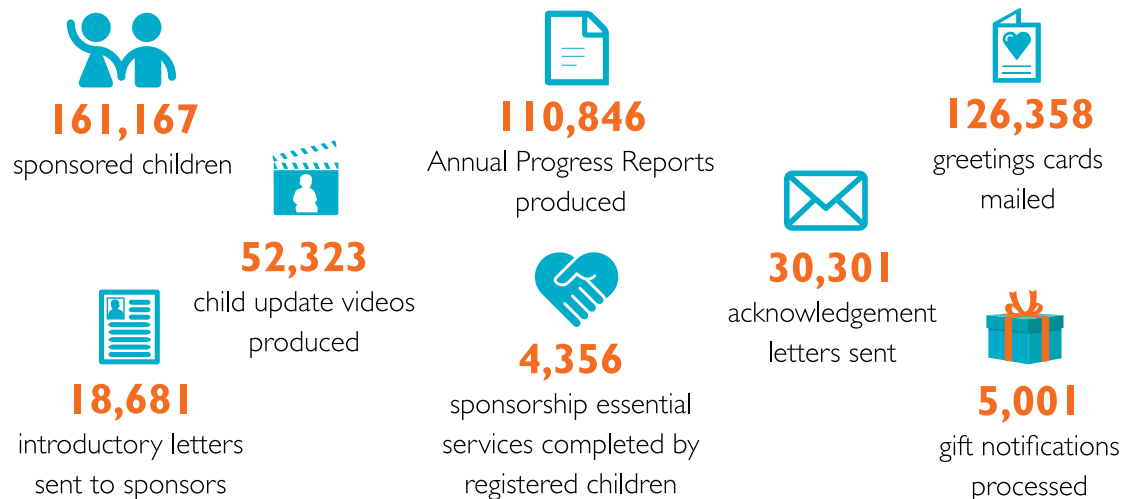 161,167
sponsored children
110,846
Annual Progress Reports
produced
126,358
greetings cards
mailed
52,323
child update videos
produced
30,301
acknowledgement
letters sent
18,681
introductory letters
sent to sponsors
4,356
sponsorship essential
services completed by
registered children
5,001
gift notifications
processed